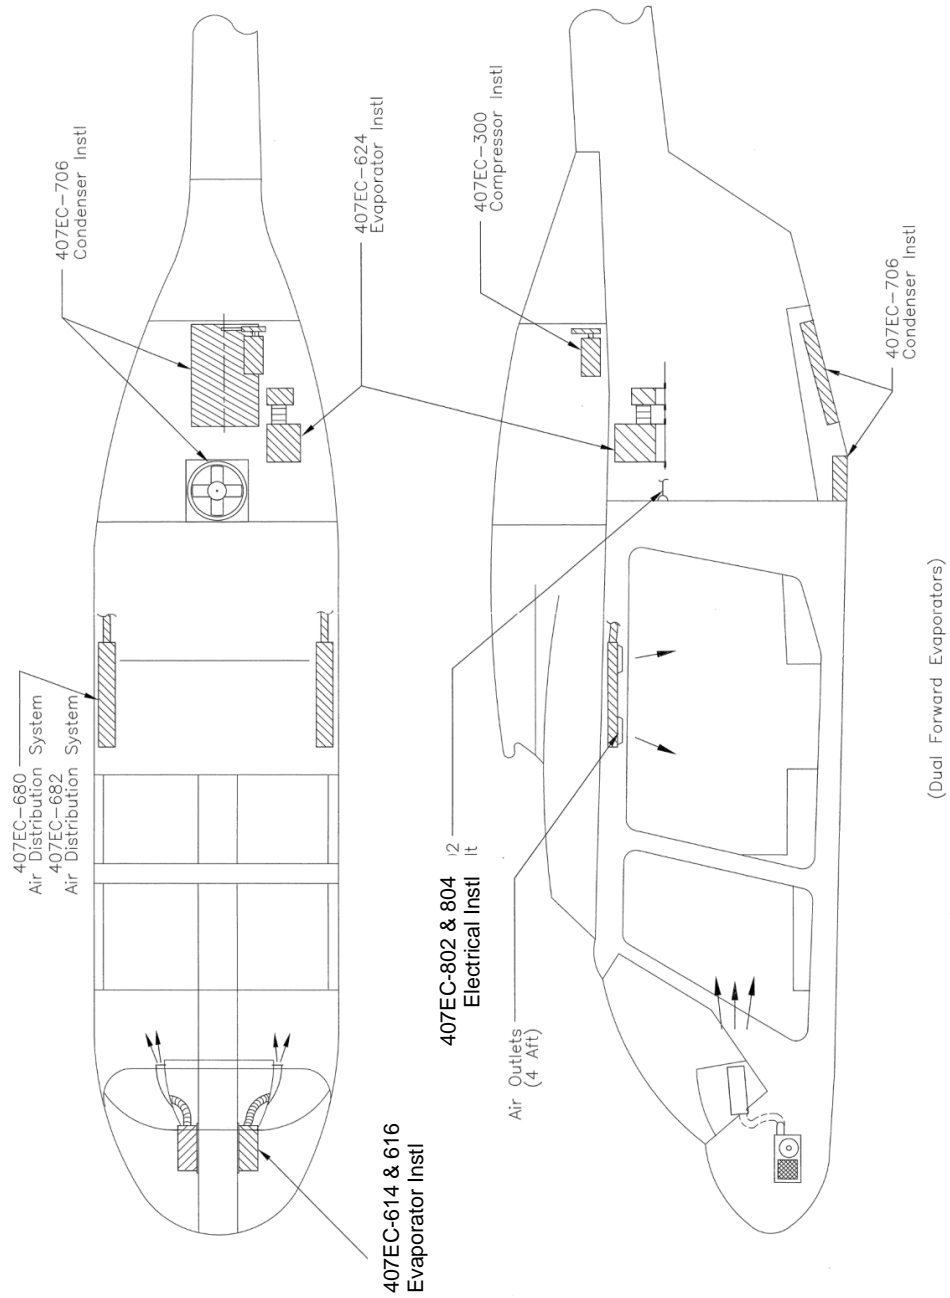 407EC-706
Condenser Instl
407EC-624
Evaporator Instl
407EC-300
Compressor Instl
407EC-706
Condenser Instl
407EC-680
Air Distribution System
407EC-682
Air Distribution System
407EC-802 & 804
Electrical Instl
Air Outlets
(4 Aft)
407EC-614 & 616
Evaporator Instl
(Dual Forward Evaporators)